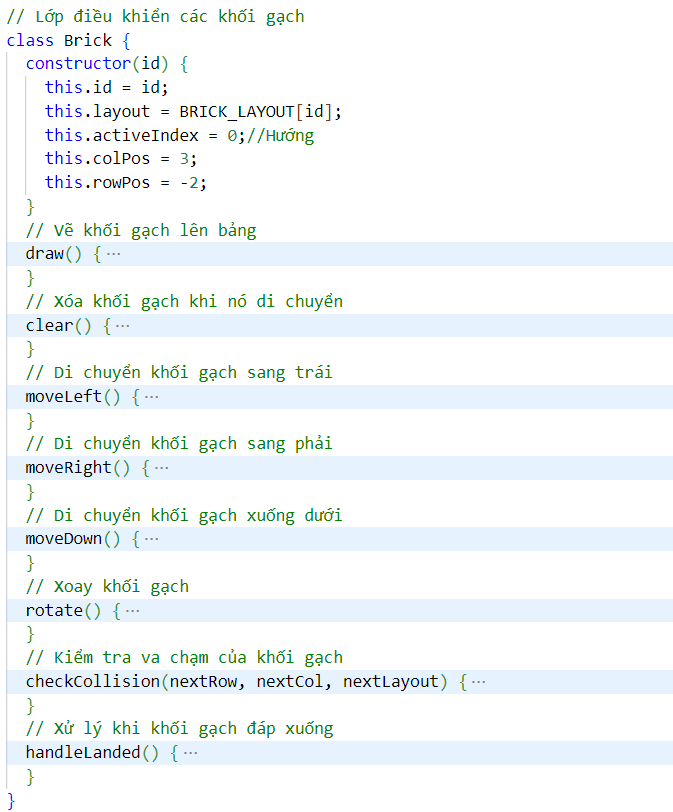 // Lớp điều khiển các khối gạch
class Brick {
  constructor(id) {
    this.id = id;
    this.layout = BRICK_LAYOUT[id];
    this.activeIndex = 0;//Hướng
    this.colPos = 3;
    this.rowPos = -2;
  }
  // Vẽ khối gạch lên bảng
  draw() { ···
  }
  // Xóa khối gạch khi nó di chuyển
  clear() { ···
  }
  // Di chuyển khối gạch sang trái
  moveLeft() { ···
  }
  // Di chuyển khối gạch sang phải
  moveRight() { ···
  }
  // Di chuyển khối gạch xuống dưới
  moveDown() { ···
  }
  // Xoay khối gạch
  rotate() { ···
  }
  // Kiểm tra va chạm của khối gạch
  checkCollision(nextRow, nextCol, nextLayout) { ···
  }
  // Xử lý khi khối gạch đáp xuống
  handleLanded() { ···
  }
}